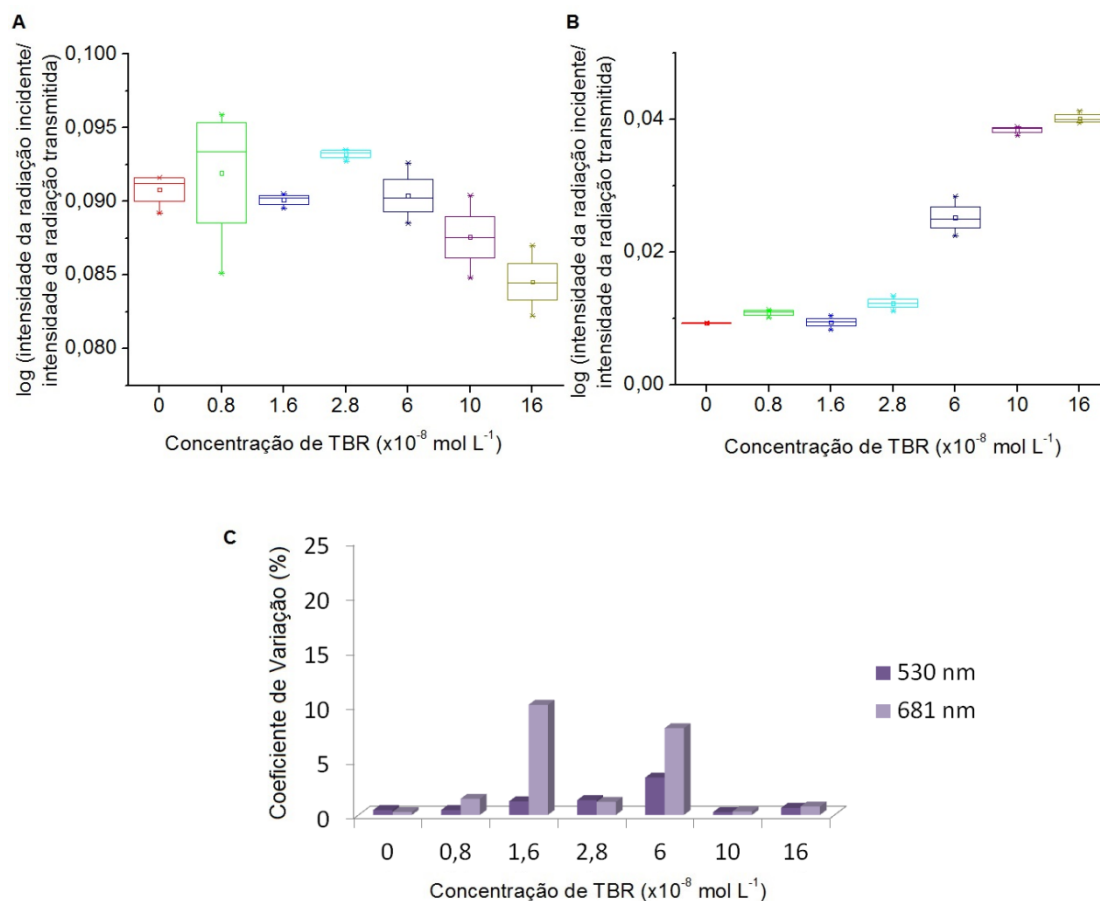 A
log (intensidade da radiação incidente/
intensidade da radiação transmitida)
0,100
0,095
0,090
0,085
0,080
0 0.8 1.6 2.8 6 10 16
Concentração de TBR (x10⁻⁸ mol L⁻¹)
B
log (intensidade da radiação incidente/
intensidade da radiação transmitida)
0,04
0,02
0,00
0 0.8 1.6 2.8 6 10 16
Concentração de TBR (x10⁻⁸ mol L⁻¹)
C
Coeficiente de Variação (%)
25
20
15
10
5
0
0 0,8 1,6 2,8 6 10 16
Concentração de TBR (x10⁻⁸ mol L⁻¹)
530 nm
681 nm